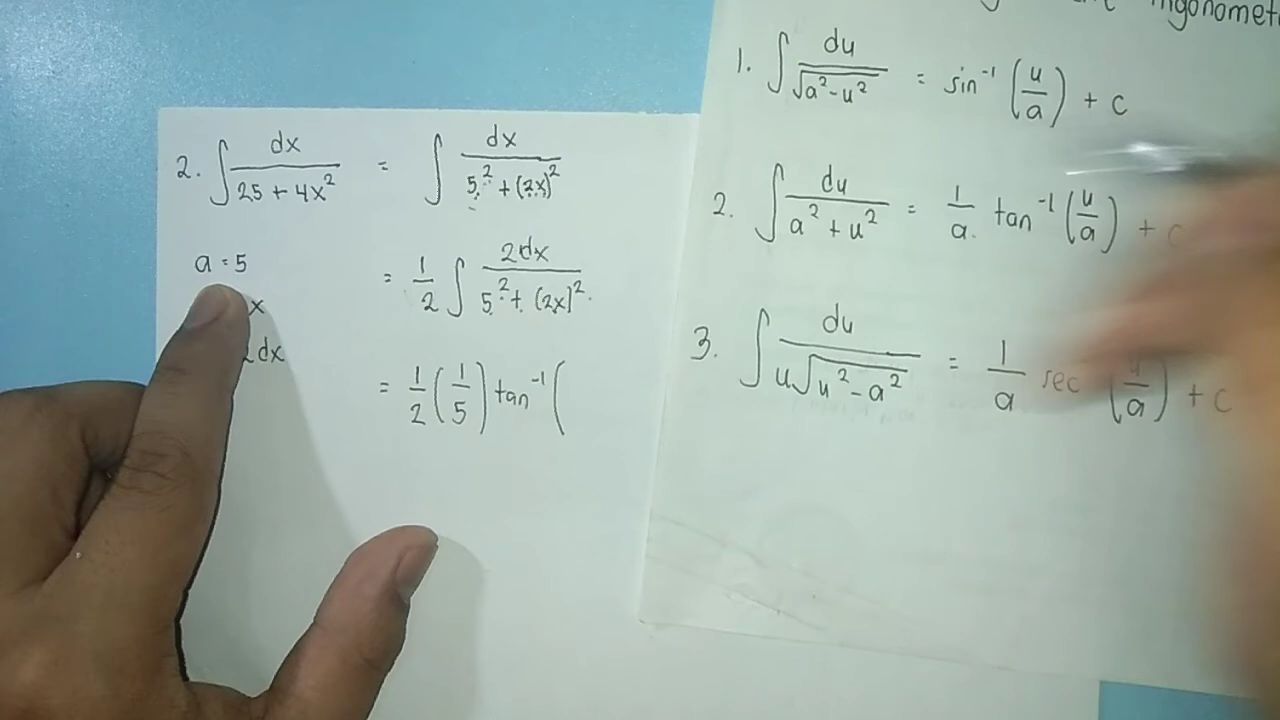 2. ∫ dx / (25 + 4x²) = ∫ dx / (5² + (2x)²)
a = 5
x
= 1/2 ∫ 2dx / (5² + (2x)²)
2dx
= 1/2 (1/5) tan⁻¹ (
1. ∫ du / √(a² - u²) = sin⁻¹ (u/a) + c
2. ∫ du / (a² + u²) = 1/a tan⁻¹ (u/a) + c
3. ∫ du / (u√(u² - a²)) = 1/a sec (u/a) + c